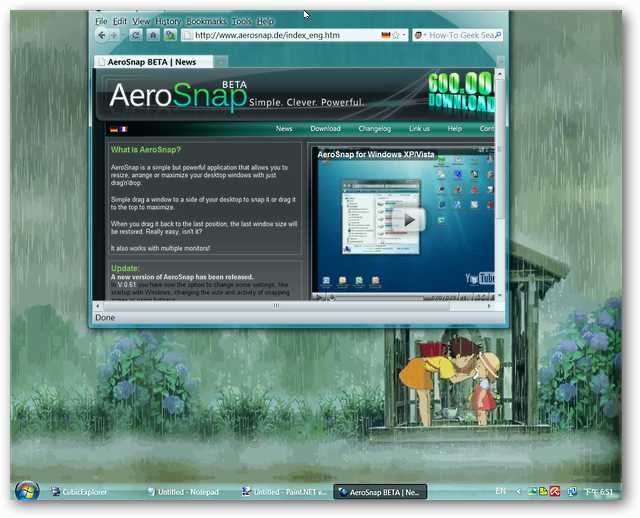 File Edit View History Bookmarks Tools Help
http://www.aerosnap.de/index_eng.htm
How-To Geek Sea
AeroSnap BETA | News
AeroSnap BETA
Simple. Clever. Powerful.
600.00
DOWNLOAD
News Download Changelog Link us Help Cont
What is AeroSnap?
AeroSnap is a simple but powerful application that allows you to
resize, arrange or maximize your desktop windows with just
drag'n'drop.
Simple drag a window to a side of your desktop to snap it or drag it
to the top to maximize.
When you drag it back to the last position, the last window size will
be restored. Really easy, isn't it?
It also works with multiple monitors!
AeroSnap for Windows XP/Vista
YouTube
Update:
A new version of AeroSnap has been released.
In V.0.61 you have now the option to change some settings, like
startup with Windows, changing the vote and activity of snapping
Done
CubicExplorer
Untitled - Notepad
Untitled - Paint.NET v...
AeroSnap BETA | Ne...
EN
下午 6:51